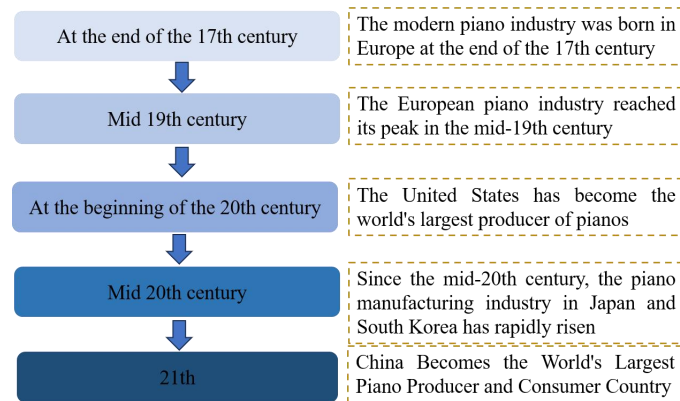 At the end of the 17th century
The modern piano industry was born in
Europe at the end of the 17th century
Mid 19th century
The European piano industry reached
its peak in the mid-19th century
At the beginning of the 20th century
The United States has become the
world's largest producer of pianos
Mid 20th century
Since the mid-20th century, the piano
manufacturing industry in Japan and
South Korea has rapidly risen
21th
China Becomes the World's Largest
Piano Producer and Consumer Country